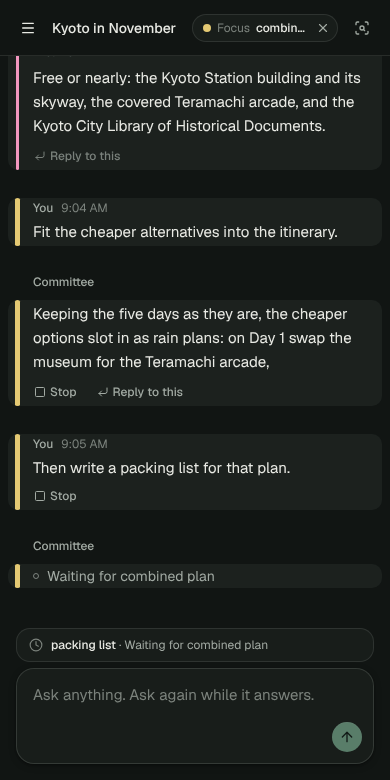 Kyoto in November
Focus combin...
Free or nearly: the Kyoto Station building and its
skyway, the covered Teramachi arcade, and the
Kyoto City Library of Historical Documents.
Reply to this
You 9:04 AM
Fit the cheaper alternatives into the itinerary.
Committee
Keeping the five days as they are, the cheaper
options slot in as rain plans: on Day 1 swap the
museum for the Teramachi arcade,
Stop Reply to this
You 9:05 AM
Then write a packing list for that plan.
Stop
Committee
Waiting for combined plan
packing list · Waiting for combined plan
Ask anything. Ask again while it answers.